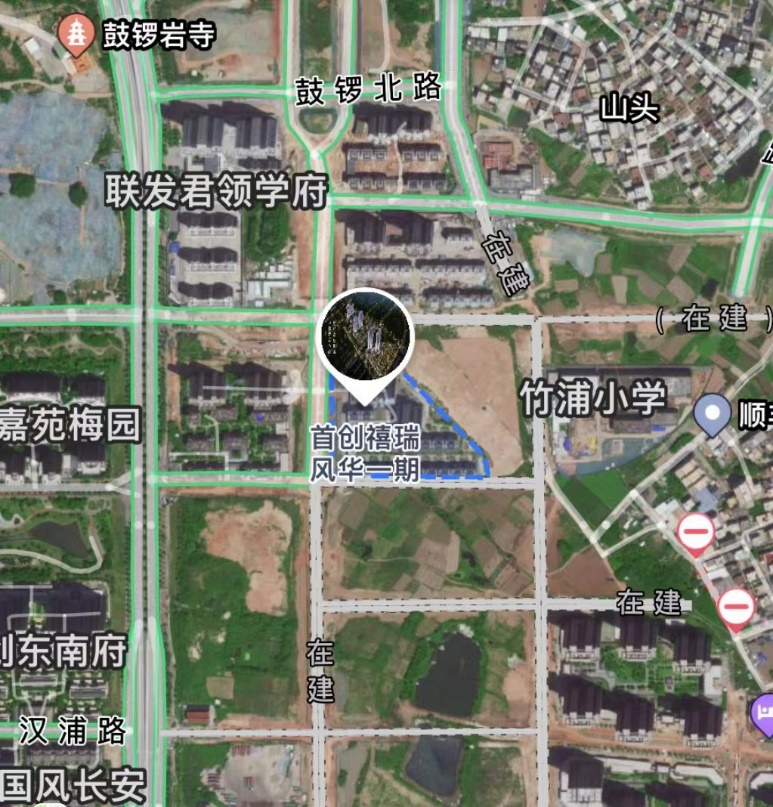 鼓锣岩寺
鼓锣北路
山头
联发君领学府
在建
(在建)
竹浦小学
嘉苑梅园
顺
首创禧瑞
风华一期
在建
创东南府
在建
汉浦路
国风长安